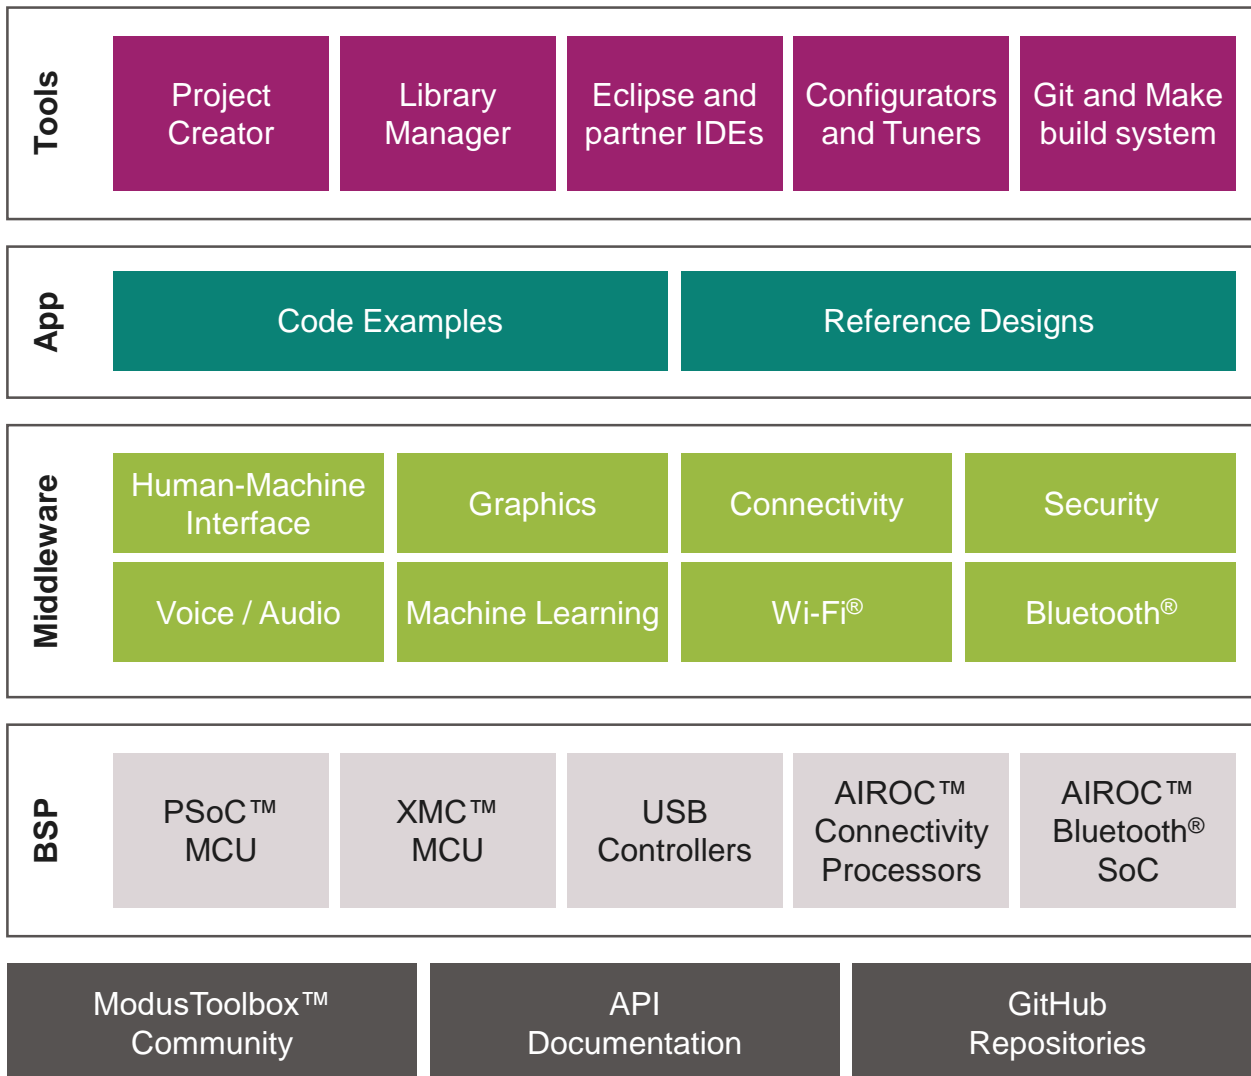 Tools
Project
Creator
Library
Manager
Eclipse and
partner IDEs
Configurators
and Tuners
Git and Make
build system
App
Code Examples
Reference Designs
Middleware
Human-Machine
Interface
Graphics
Connectivity
Security
Voice / Audio
Machine Learning
Wi-Fi®
Bluetooth®
BSP
PSoC™
MCU
XMC™
MCU
USB
Controllers
AIROC™
Connectivity
Processors
AIROC™
Bluetooth®
SoC
ModusToolbox™
Community
API
Documentation
GitHub
Repositories